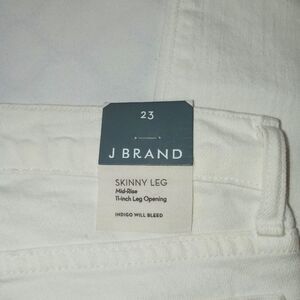 23
J BRAND
SKINNY LEG
Mid-Rise
11-inch Leg Opening
INDIGO WILL BLEED